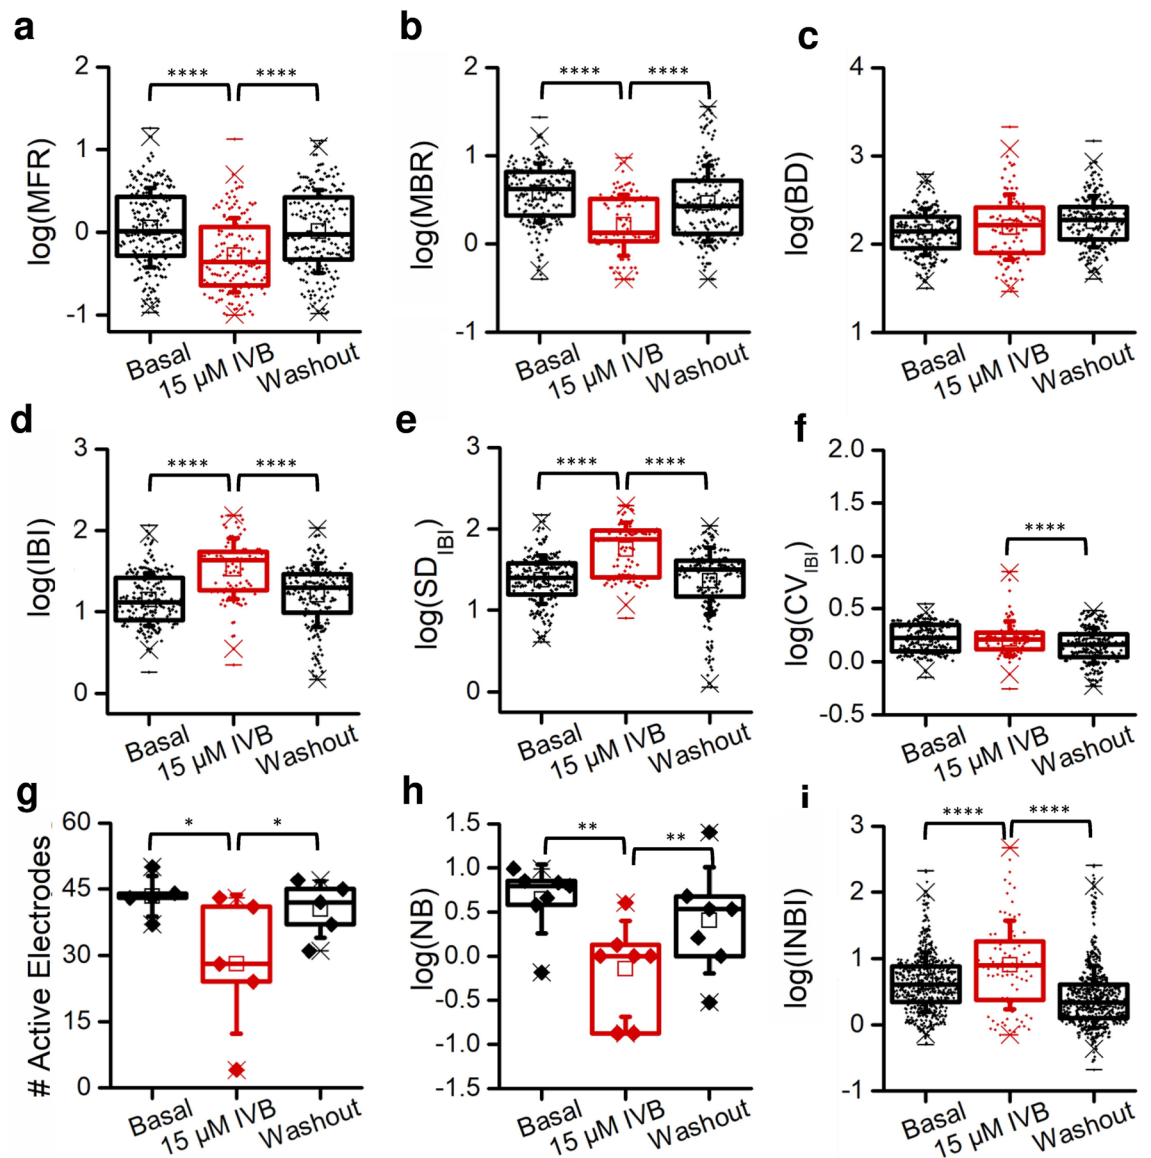 a
**** ****
log(MFR)
2
1
0
-1
Basal 15 µM IVB Washout
b
**** ****
log(MBR)
2
1
0
-1
Basal 15 µM IVB Washout
c
log(BD)
4
3
2
1
Basal 15 µM IVB Washout
d
**** ****
log(IBI)
3
2
1
0
Basal 15 µM IVB Washout
e
**** ****
log(SD IBI)
3
2
1
0
Basal 15 µM IVB Washout
f
****
log(CV IBI)
2.0
1.5
1.0
0.5
0.0
-0.5
Basal 15 µM IVB Washout
g
* *
# Active Electrodes
60
45
30
15
0
Basal 15 µM IVB Washout
h
** **
log(NB)
1.5
1.0
0.5
0.0
-0.5
-1.0
-1.5
Basal 15 µM IVB Washout
i
**** ****
log(INBI)
3
2
1
0
-1
Basal 15 µM IVB Washout